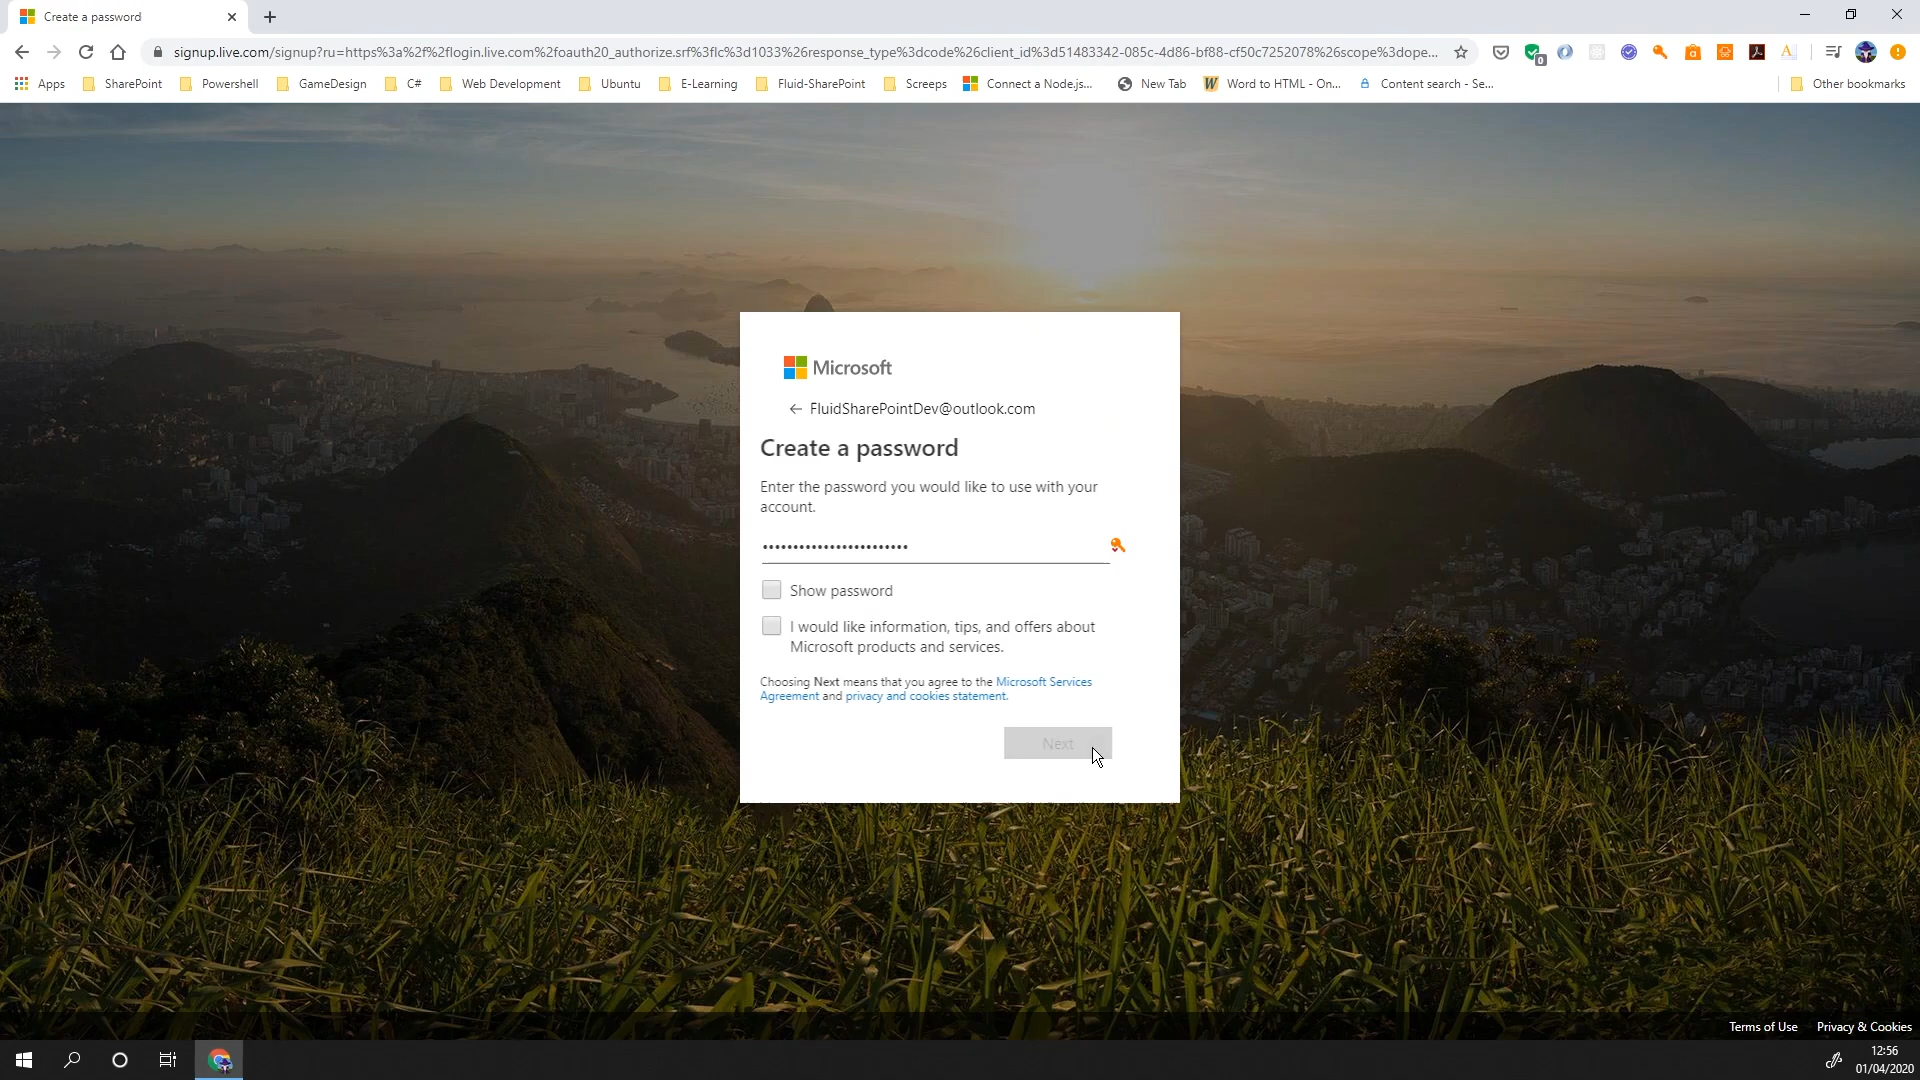 Create a password
signup.live.com/signup?ru=https%3a%2f%2flogin.live.com%2foauth20_authorize.srf%3flc%3d1033%26response_type%3dcode%26client_id%3d51483342-085c-4d86-bf88-cf50c7252078%26scope%3dope...
0
Apps SharePoint Powershell GameDesign C# Web Development Ubuntu E-Learning Fluid-SharePoint Screeps Connect a Node.js... New Tab Word to HTML - On... Content search - Se... Other bookmarks
Microsoft
FluidSharePointDev@outlook.com
Create a password
Enter the password you would like to use with your
account.
Show password
I would like information, tips, and offers about
Microsoft products and services.
Choosing Next means that you agree to the Microsoft Services
Agreement and privacy and cookies statement.
Next
Terms of Use Privacy & Cookies
12:56
01/04/2020